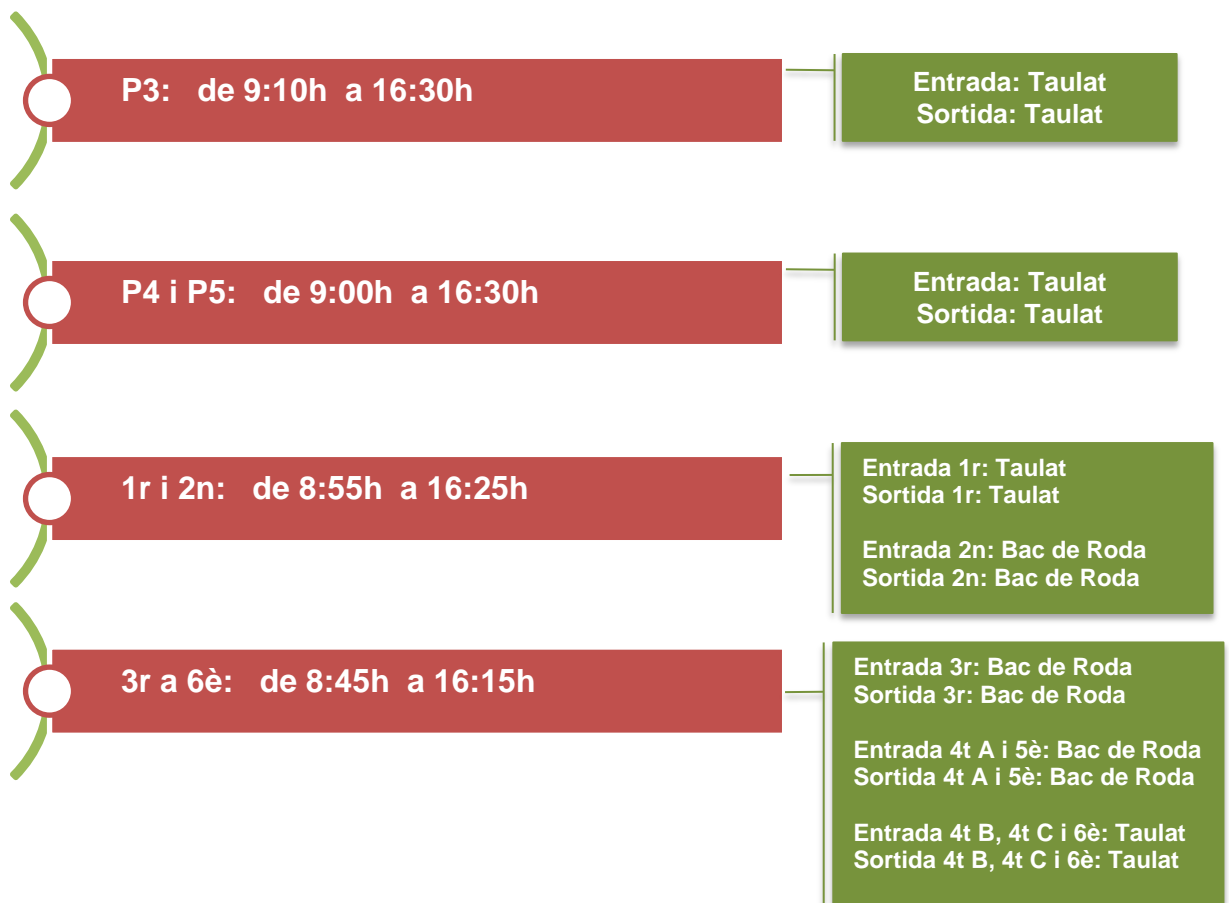 P3: de 9:10h a 16:30h
Entrada: Taulat
Sortida: Taulat
P4 i P5: de 9:00h a 16:30h
Entrada: Taulat
Sortida: Taulat
1r i 2n: de 8:55h a 16:25h
Entrada 1r: Taulat
Sortida 1r: Taulat
Entrada 2n: Bac de Roda
Sortida 2n: Bac de Roda
3r a 6è: de 8:45h a 16:15h
Entrada 3r: Bac de Roda
Sortida 3r: Bac de Roda
Entrada 4t A i 5è: Bac de Roda
Sortida 4t A i 5è: Bac de Roda
Entrada 4t B, 4t C i 6è: Taulat
Sortida 4t B, 4t C i 6è: Taulat